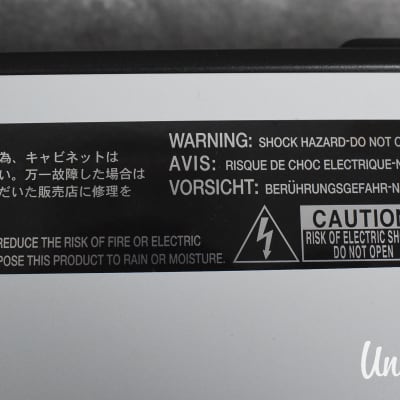 為、キャビネットは
い。万一故障した場合は
だいた販売店に修理を
WARNING: SHOCK HAZARD-DO NOT
AVIS: RISQUE DE CHOC ELECTRIQUE-N
VORSICHT: BERÜHRUNGSGEFAHR-N
REDUCE THE RISK OF FIRE OR ELECTRIC
POSE THIS PRODUCT TO RAIN OR MOISTURE.
CAUTION
RISK OF ELECTRIC SH
DO NOT OPEN
Un